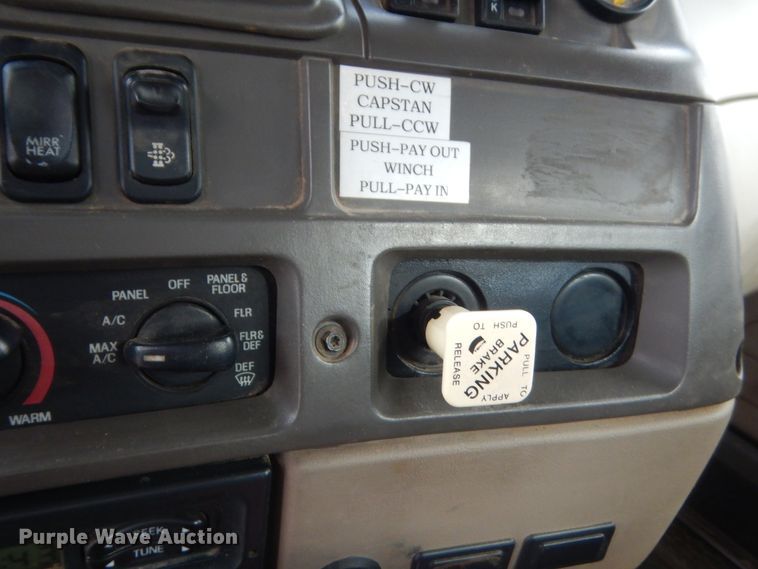 K
MIRR
HEAT
PUSH-CW
CAPSTAN
PULL-CCW
PUSH-PAY OUT
WINCH
PULL-PAY IN
OFF
PANEL &
FLOOR
PANEL
FLR
A/C
FLR&
DEF
MAX
A/C
DEF
WARM
PUSH TO
RELEASE
PARKING
BRAKE
PULL TO
APPLY
SEEK
TUNE
Purple Wave Auction